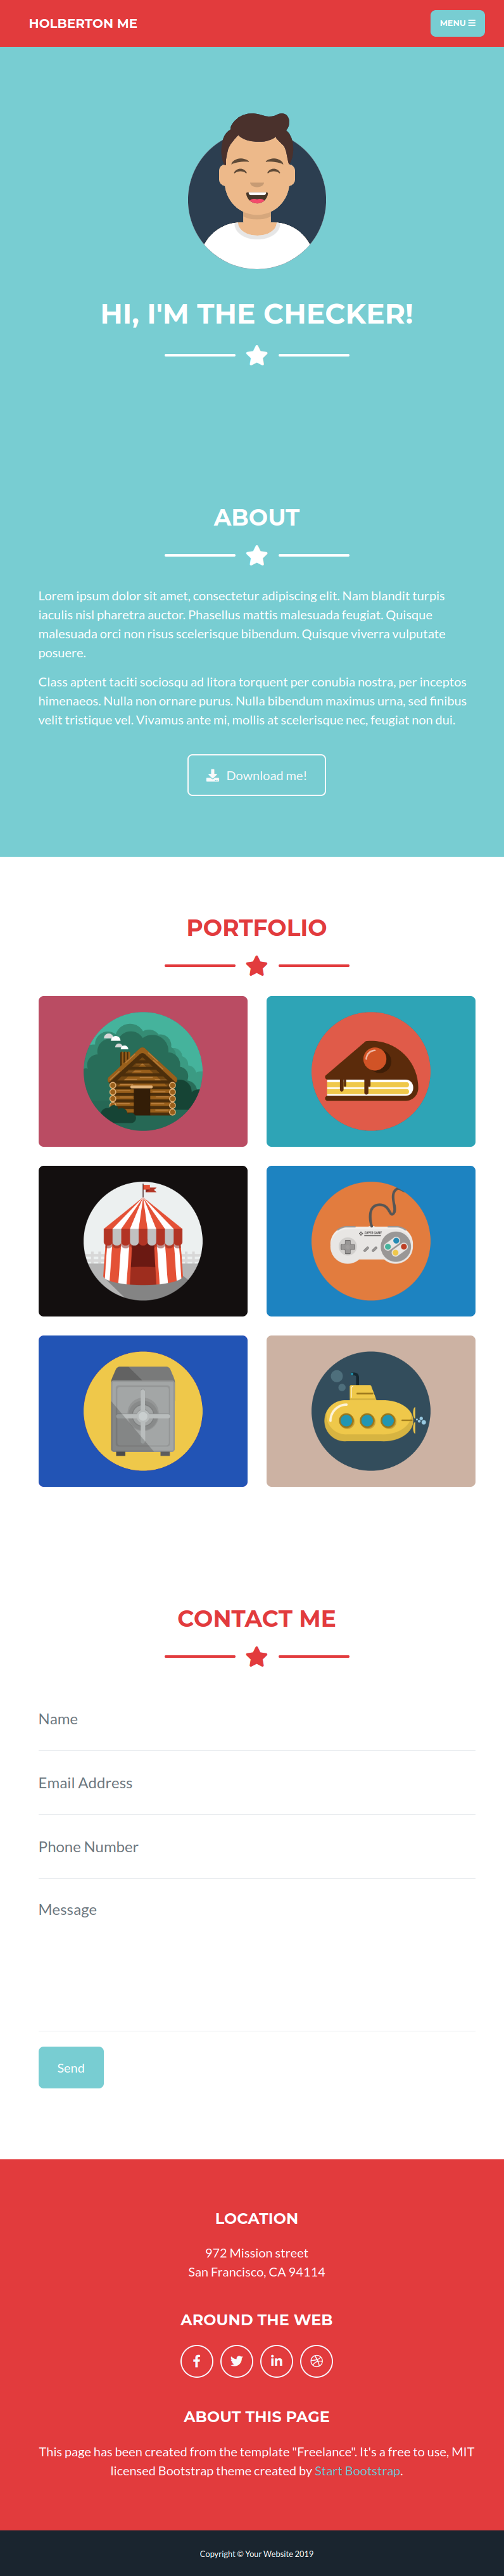 HOLBERTON ME
MENU
HI, I'M THE CHECKER!
ABOUT
Lorem ipsum dolor sit amet, consectetur adipiscing elit. Nam blandit turpis
iaculis nisl pharetra auctor. Phasellus mattis malesuada feugiat. Quisque
malesuada orci non risus scelerisque bibendum. Quisque viverra vulputate
posuere.
Class aptent taciti sociosqu ad litora torquent per conubia nostra, per inceptos
himenaeos. Nulla non ornare purus. Nulla bibendum maximus urna, sed finibus
velit tristique vel. Vivamus ante mi, mollis at scelerisque nec, feugiat non dui.
Download me!
PORTFOLIO
CONTACT ME
Name
Email Address
Phone Number
Message
Send
LOCATION
972 Mission street
San Francisco, CA 94114
AROUND THE WEB
ABOUT THIS PAGE
This page has been created from the template "Freelance". It's a free to use, MIT
licensed Bootstrap theme created by Start Bootstrap.
Copyright © Your Website 2019